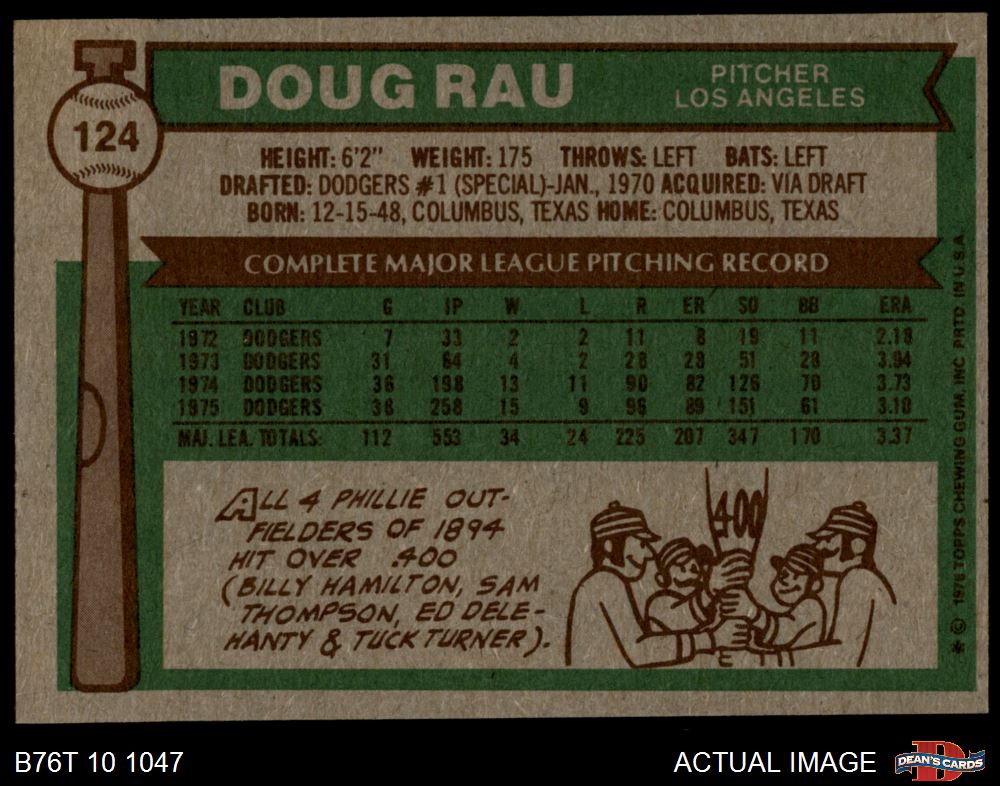 124
DOUG RAU
PITCHER
LOS ANGELES
HEIGHT: 6'2" WEIGHT: 175 THROWS: LEFT BATS: LEFT
DRAFTED: DODGERS #1 (SPECIAL)-JAN., 1970 ACQUIRED: VIA DRAFT
BORN: 12-15-48, COLUMBUS, TEXAS HOME: COLUMBUS, TEXAS
COMPLETE MAJOR LEAGUE PITCHING RECORD
YEAR CLUB G IP W L R ER SO BB ERA
1972 DODGERS 7 33 2 2 11 8 19 11 2.18
1973 DODGERS 31 64 4 2 28 28 51 28 3.94
1974 DODGERS 36 198 13 11 90 82 126 70 3.73
1975 DODGERS 38 258 15 9 96 89 151 61 3.10
MAJ. LEA. TOTALS: 112 553 34 24 225 207 347 170 3.37
ALL 4 PHILLIE OUT-
FIELDERS OF 1894
HIT OVER .400
(BILLY HAMILTON, SAM
THOMPSON, ED DELE-
HANTY & TUCK TURNER).
.400
* © 1976 TOPPS CHEWING GUM, INC. PRTD. IN U.S.A.
B76T 10 1047
ACTUAL IMAGE
D
DEAN'S CARDS